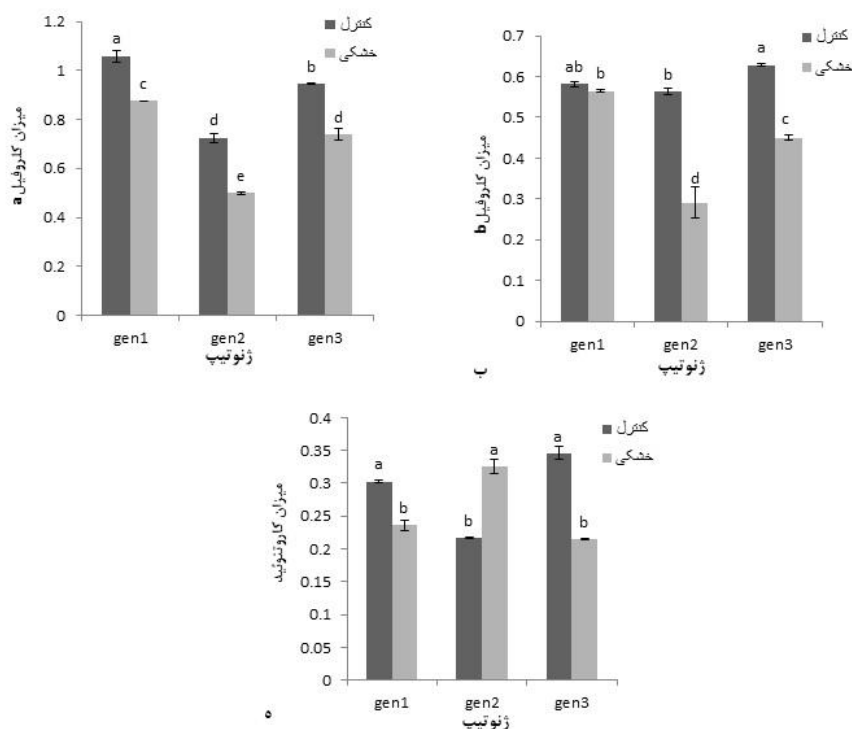 1.2
1
0.8
0.6
0.4
0.2
0
میزان کلروفیل a
a
c
d
e
b
d
کنترل
خشکی
gen1 gen2 gen3
ژنوتیپ
0.7
0.6
0.5
0.4
0.3
0.2
0.1
0
میزان کلروفیل b
ab
b
b
d
a
c
کنترل
خشکی
gen1 gen2 gen3
ژنوتیپ
ب
0.4
0.35
0.3
0.25
0.2
0.15
0.1
0.05
0
میزان کاروتنوئید
a
b
b
a
a
b
کنترل
خشکی
gen1 gen2 gen3
ژنوتیپ
ه